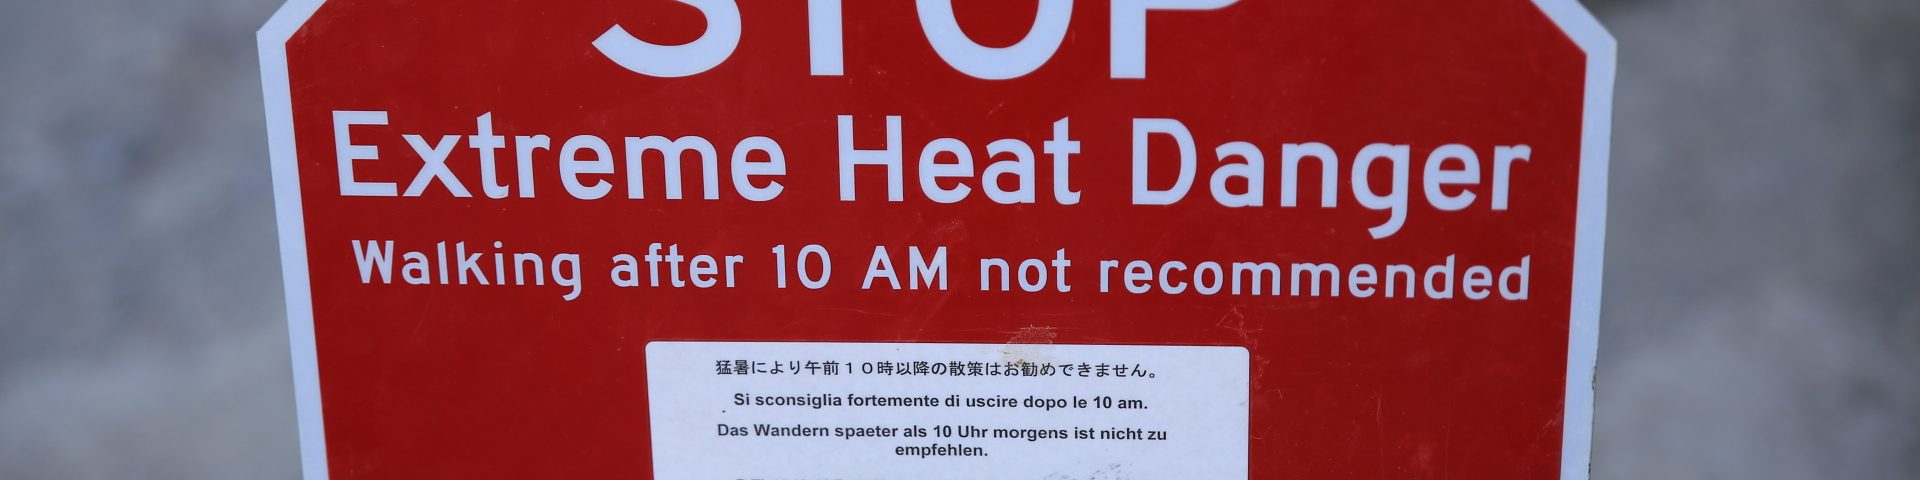 STOP
Extreme Heat Danger
Walking after 10 AM not recommended
猛暑により午前10時以降の散策はお勧めできません。
Si sconsiglia fortemente di uscire dopo le 10 am.
Das Wandern spaeter als 10 Uhr morgens ist nicht zu
empfehlen.